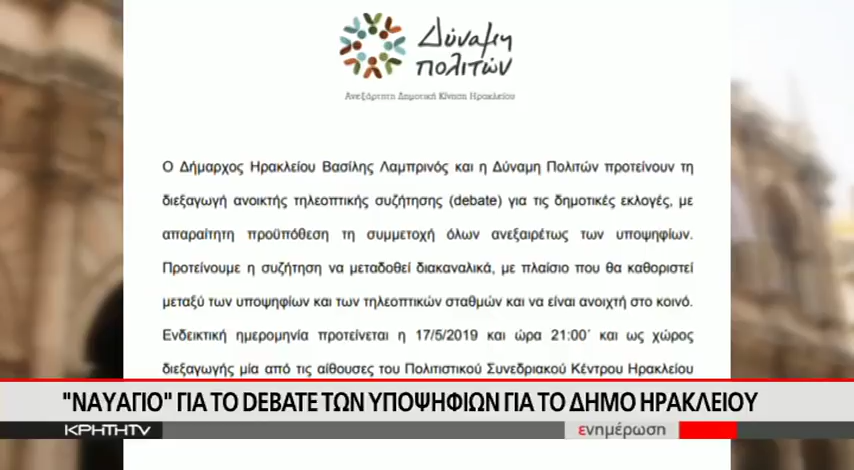 Δύναμη
πολιτών
Ανεξάρτητη Δημοτική Κίνηση Ηρακλείου
Ο Δήμαρχος Ηρακλείου Βασίλης Λαμπρινός και η Δύναμη Πολιτών προτείνουν τη
διεξαγωγή ανοικτής τηλεοπτικής συζήτησης (debate) για τις δημοτικές εκλογές, με
απαραίτητη προϋπόθεση τη συμμετοχή όλων ανεξαιρέτως των υποψηφίων.
Προτείνουμε η συζήτηση να μεταδοθεί διακαναλικά, με πλαίσιο που θα καθοριστεί
μεταξύ των υποψηφίων και των τηλεοπτικών σταθμών και να είναι ανοιχτή στο κοινό.
Ενδεικτική ημερομηνία προτείνεται η 17/5/2019 και ώρα 21:00΄ και ως χώρος
διεξαγωγής μία από τις αίθουσες του Πολιτιστικού Συνεδριακού Κέντρου Ηρακλείου
"ΝΑΥΑΓΙΟ" ΓΙΑ ΤΟ DEBATE ΤΩΝ ΥΠΟΨΗΦΙΩΝ ΓΙΑ ΤΟ ΔΗΜΟ ΗΡΑΚΛΕΙΟΥ
ΚΡΗΤΗTV
ενημέρωση